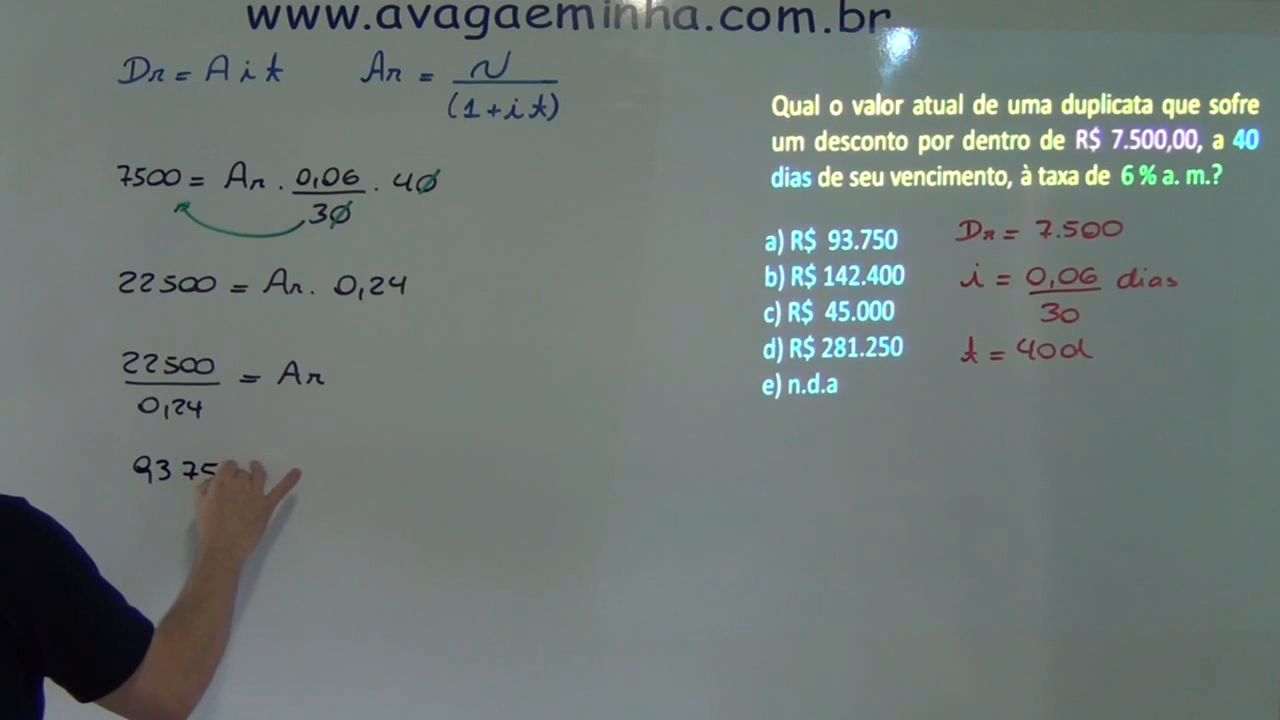 www.avagaeminha.com.br
Dr = A i t
Ar = N / (1 + i t)
7500 = Ar . 0,06 / 30 . 40
22500 = Ar . 0,24
22500 / 0,24 = Ar
93 75
Qual o valor atual de uma duplicata que sofre
um desconto por dentro de R$ 7.500,00, a 40
dias de seu vencimento, à taxa de 6 % a. m.?
a) R$ 93.750
b) R$ 142.400
c) R$ 45.000
d) R$ 281.250
e) n.d.a
Dr = 7.500
i = 0,06 / 30 dias
t = 40d